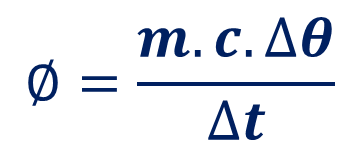 ∅ = m. c. Δθ / Δt